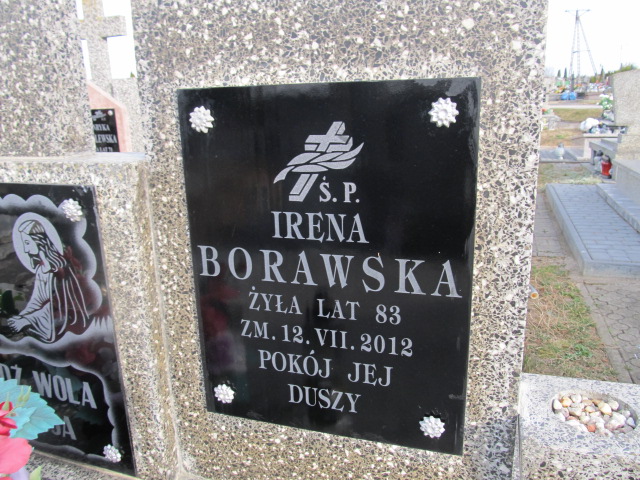 Ś. P.
IRENA
BORAWSKA
ŻYŁA LAT 83
ZM. 12. VII. 2012
POKÓJ JEJ
DUSZY
WOLA